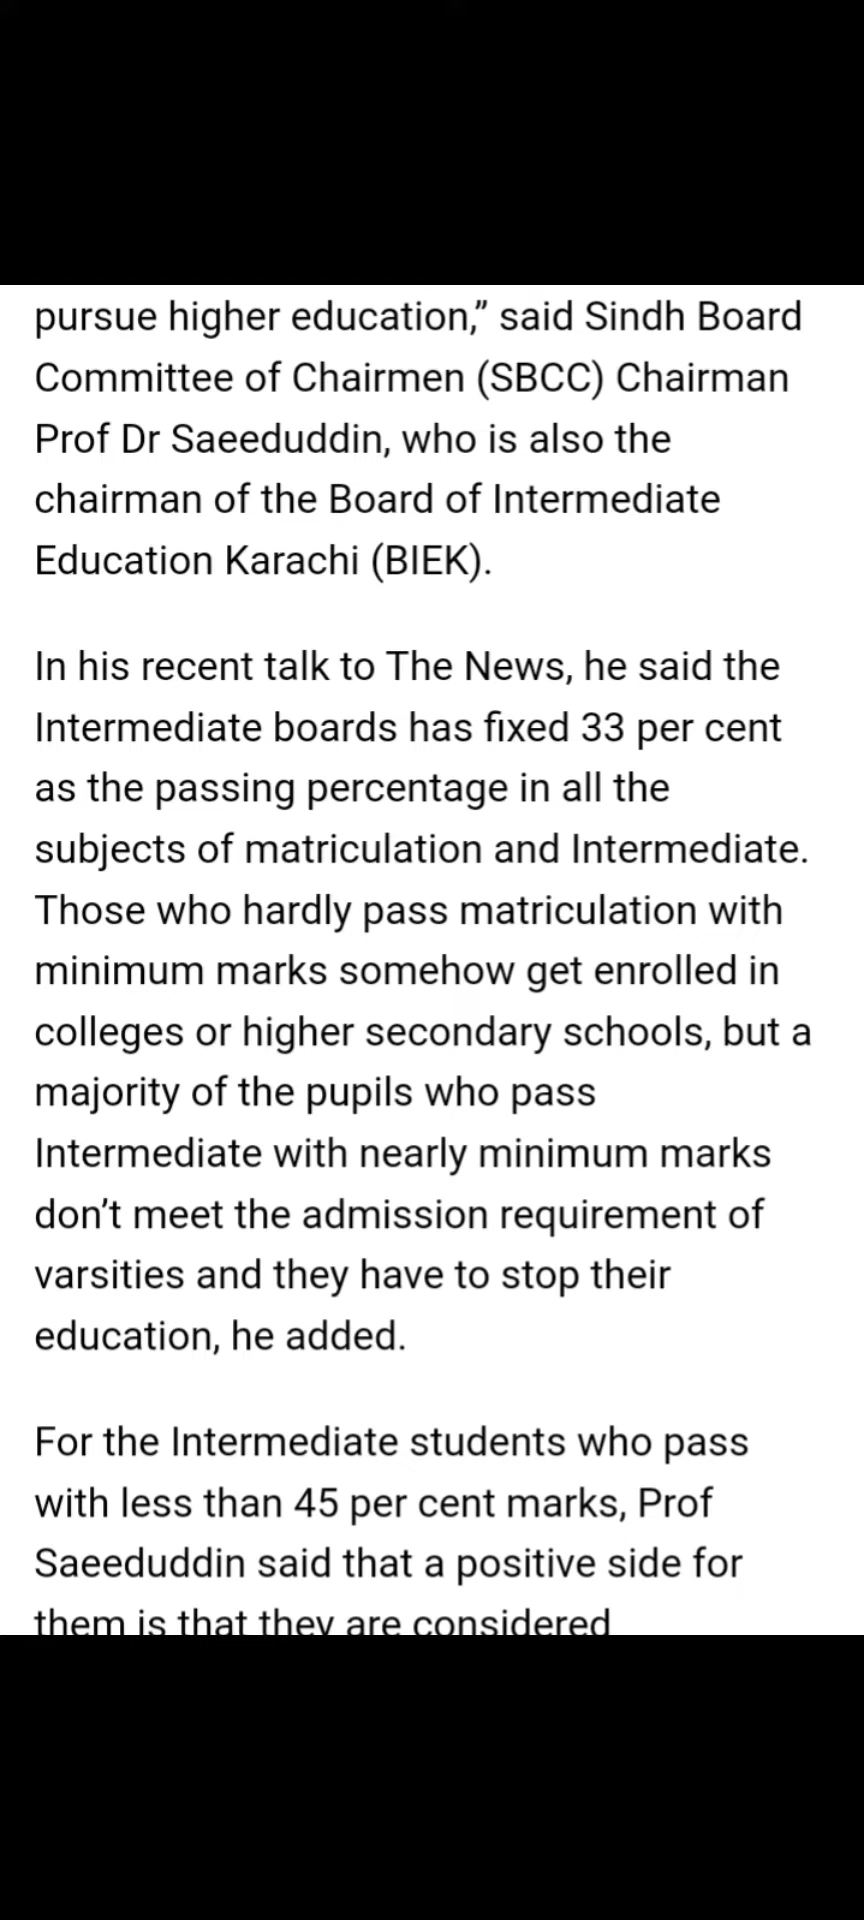 pursue higher education,” said Sindh Board
Committee of Chairmen (SBCC) Chairman
Prof Dr Saeeduddin, who is also the
chairman of the Board of Intermediate
Education Karachi (BIEK).
In his recent talk to The News, he said the
Intermediate boards has fixed 33 per cent
as the passing percentage in all the
subjects of matriculation and Intermediate.
Those who hardly pass matriculation with
minimum marks somehow get enrolled in
colleges or higher secondary schools, but a
majority of the pupils who pass
Intermediate with nearly minimum marks
don’t meet the admission requirement of
varsities and they have to stop their
education, he added.
For the Intermediate students who pass
with less than 45 per cent marks, Prof
Saeeduddin said that a positive side for
them is that they are considered